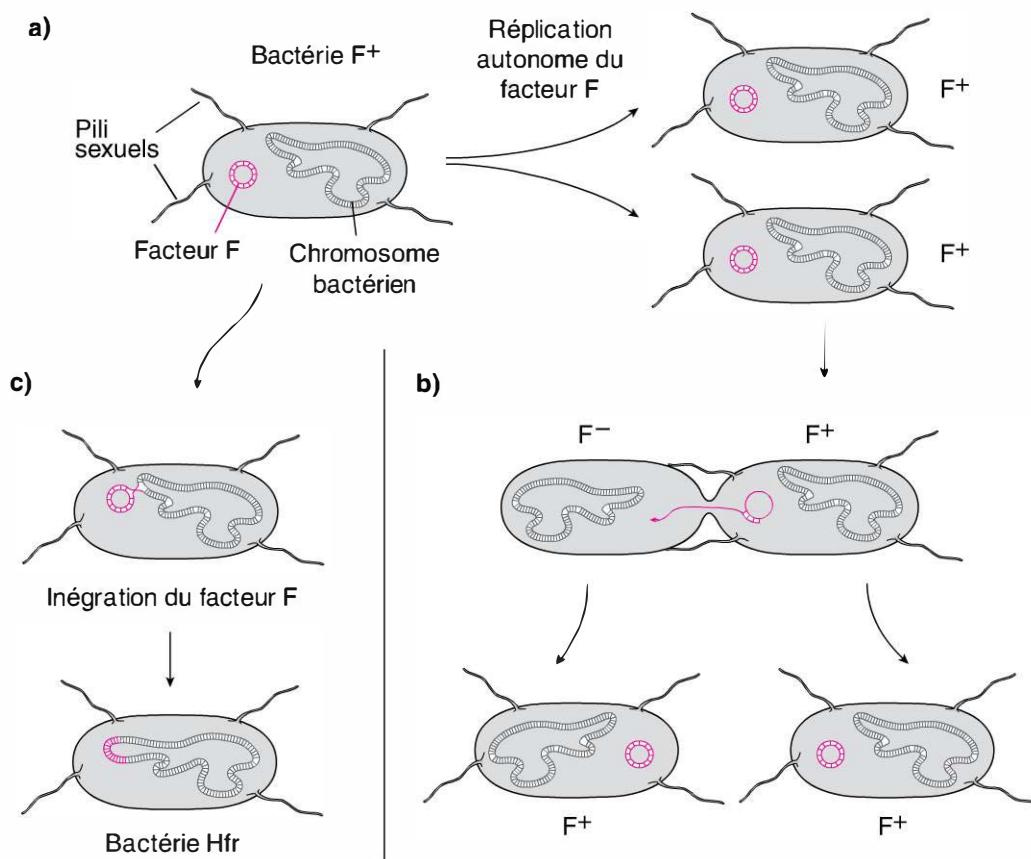 a)
Bactérie F+
Réplication
autonome du
facteur F
F+
Pili
sexuels
F+
Facteur F
Chromosome
bactérien
c)
b)
F−
F+
Inégration du facteur F
Bactérie Hfr
F+
F+